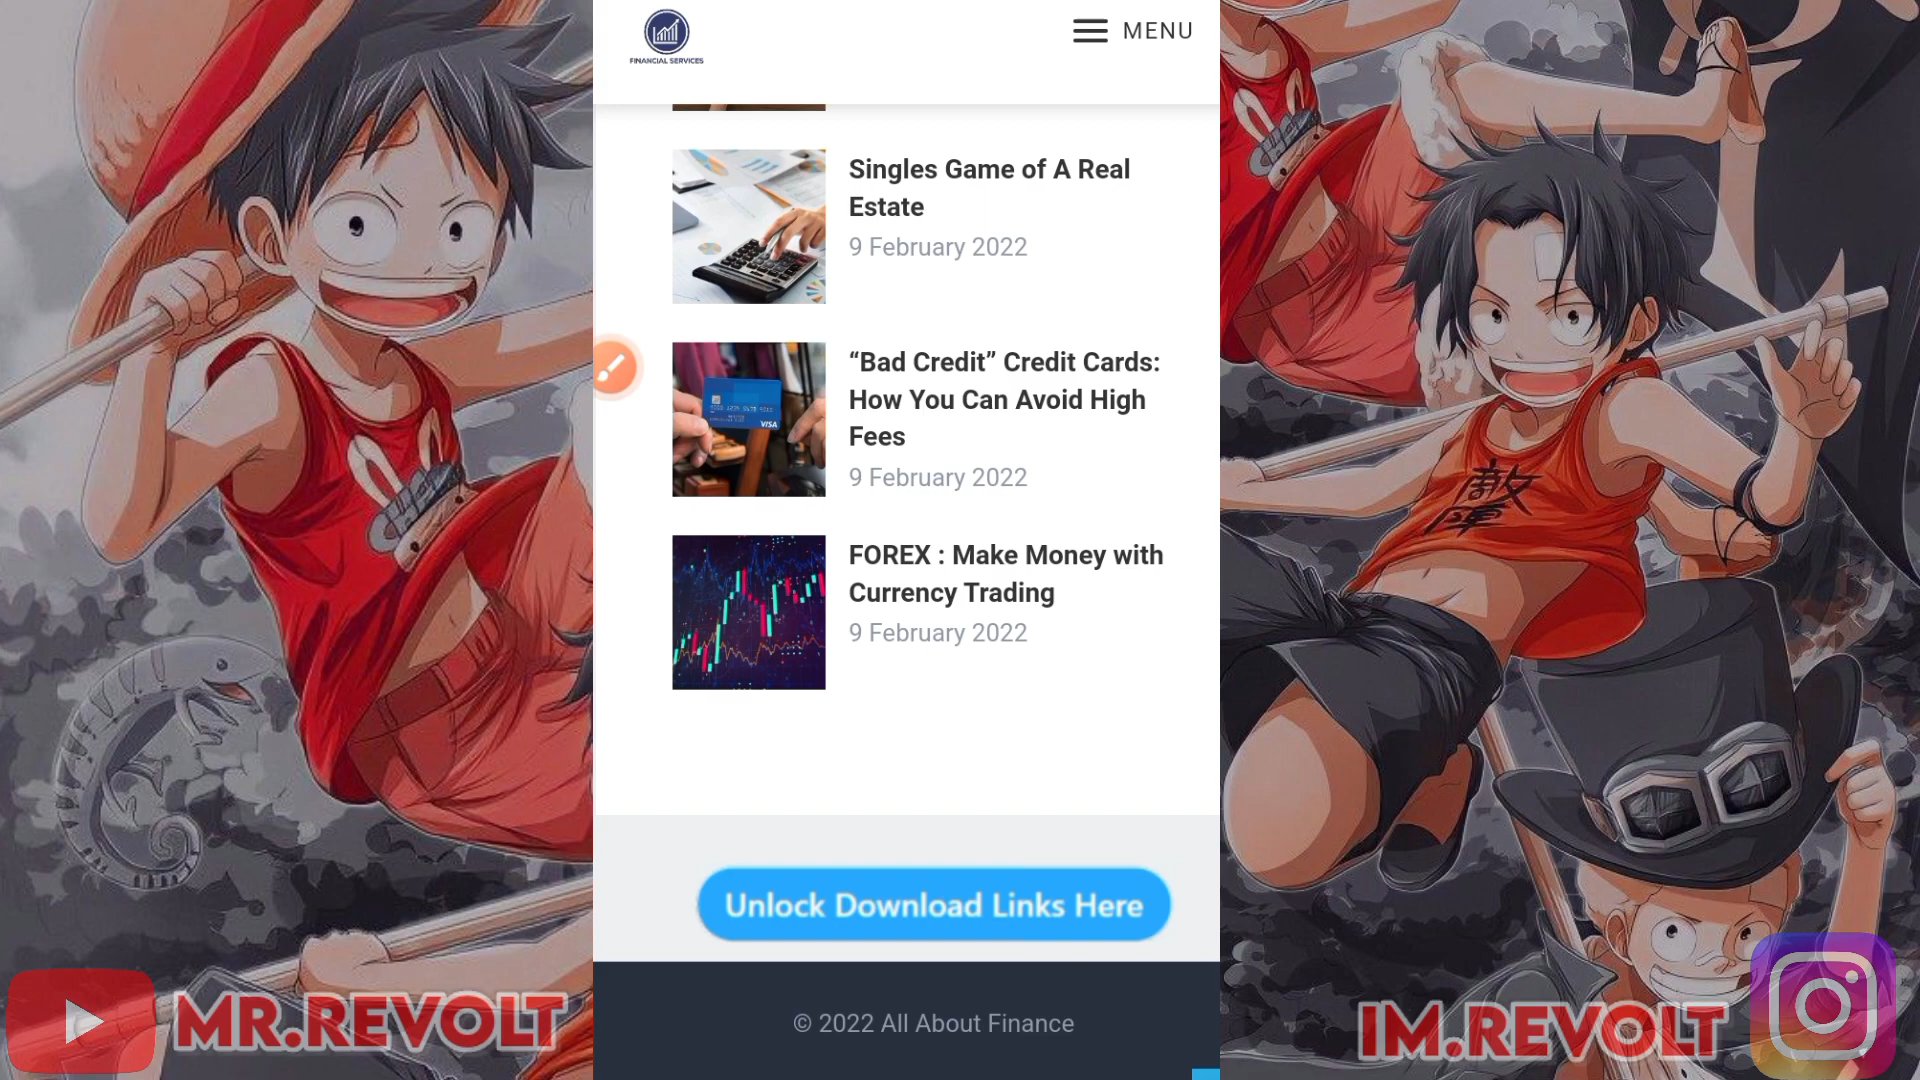 FINANCIAL SERVICES
MENU
Singles Game of A Real
Estate
9 February 2022
“Bad Credit” Credit Cards:
How You Can Avoid High
Fees
9 February 2022
VISA
FOREX : Make Money with
Currency Trading
9 February 2022
Unlock Download Links Here
© 2022 All About Finance
MR.REVOLT
IM.REVOLT